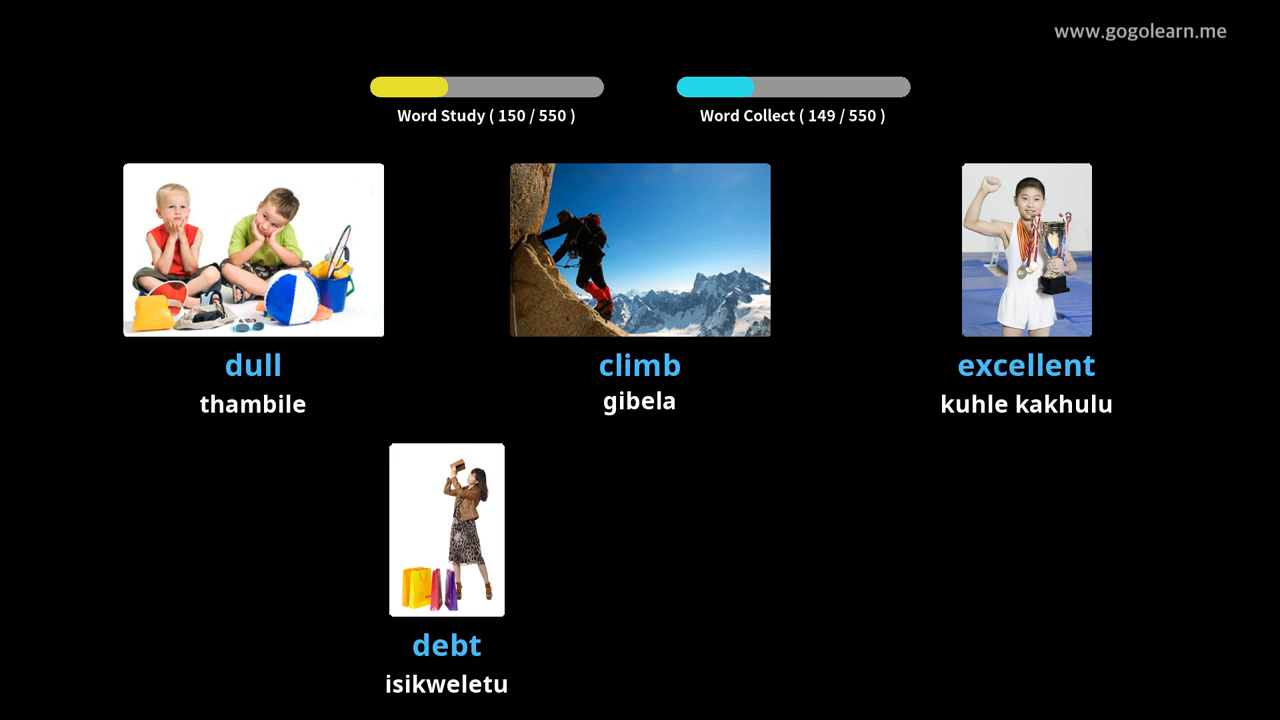 www.gogolearn.me
Word Study ( 150 / 550 )
Word Collect ( 149 / 550 )
dull
thambile
climb
gibela
excellent
kuhle kakhulu
debt
isikweletu